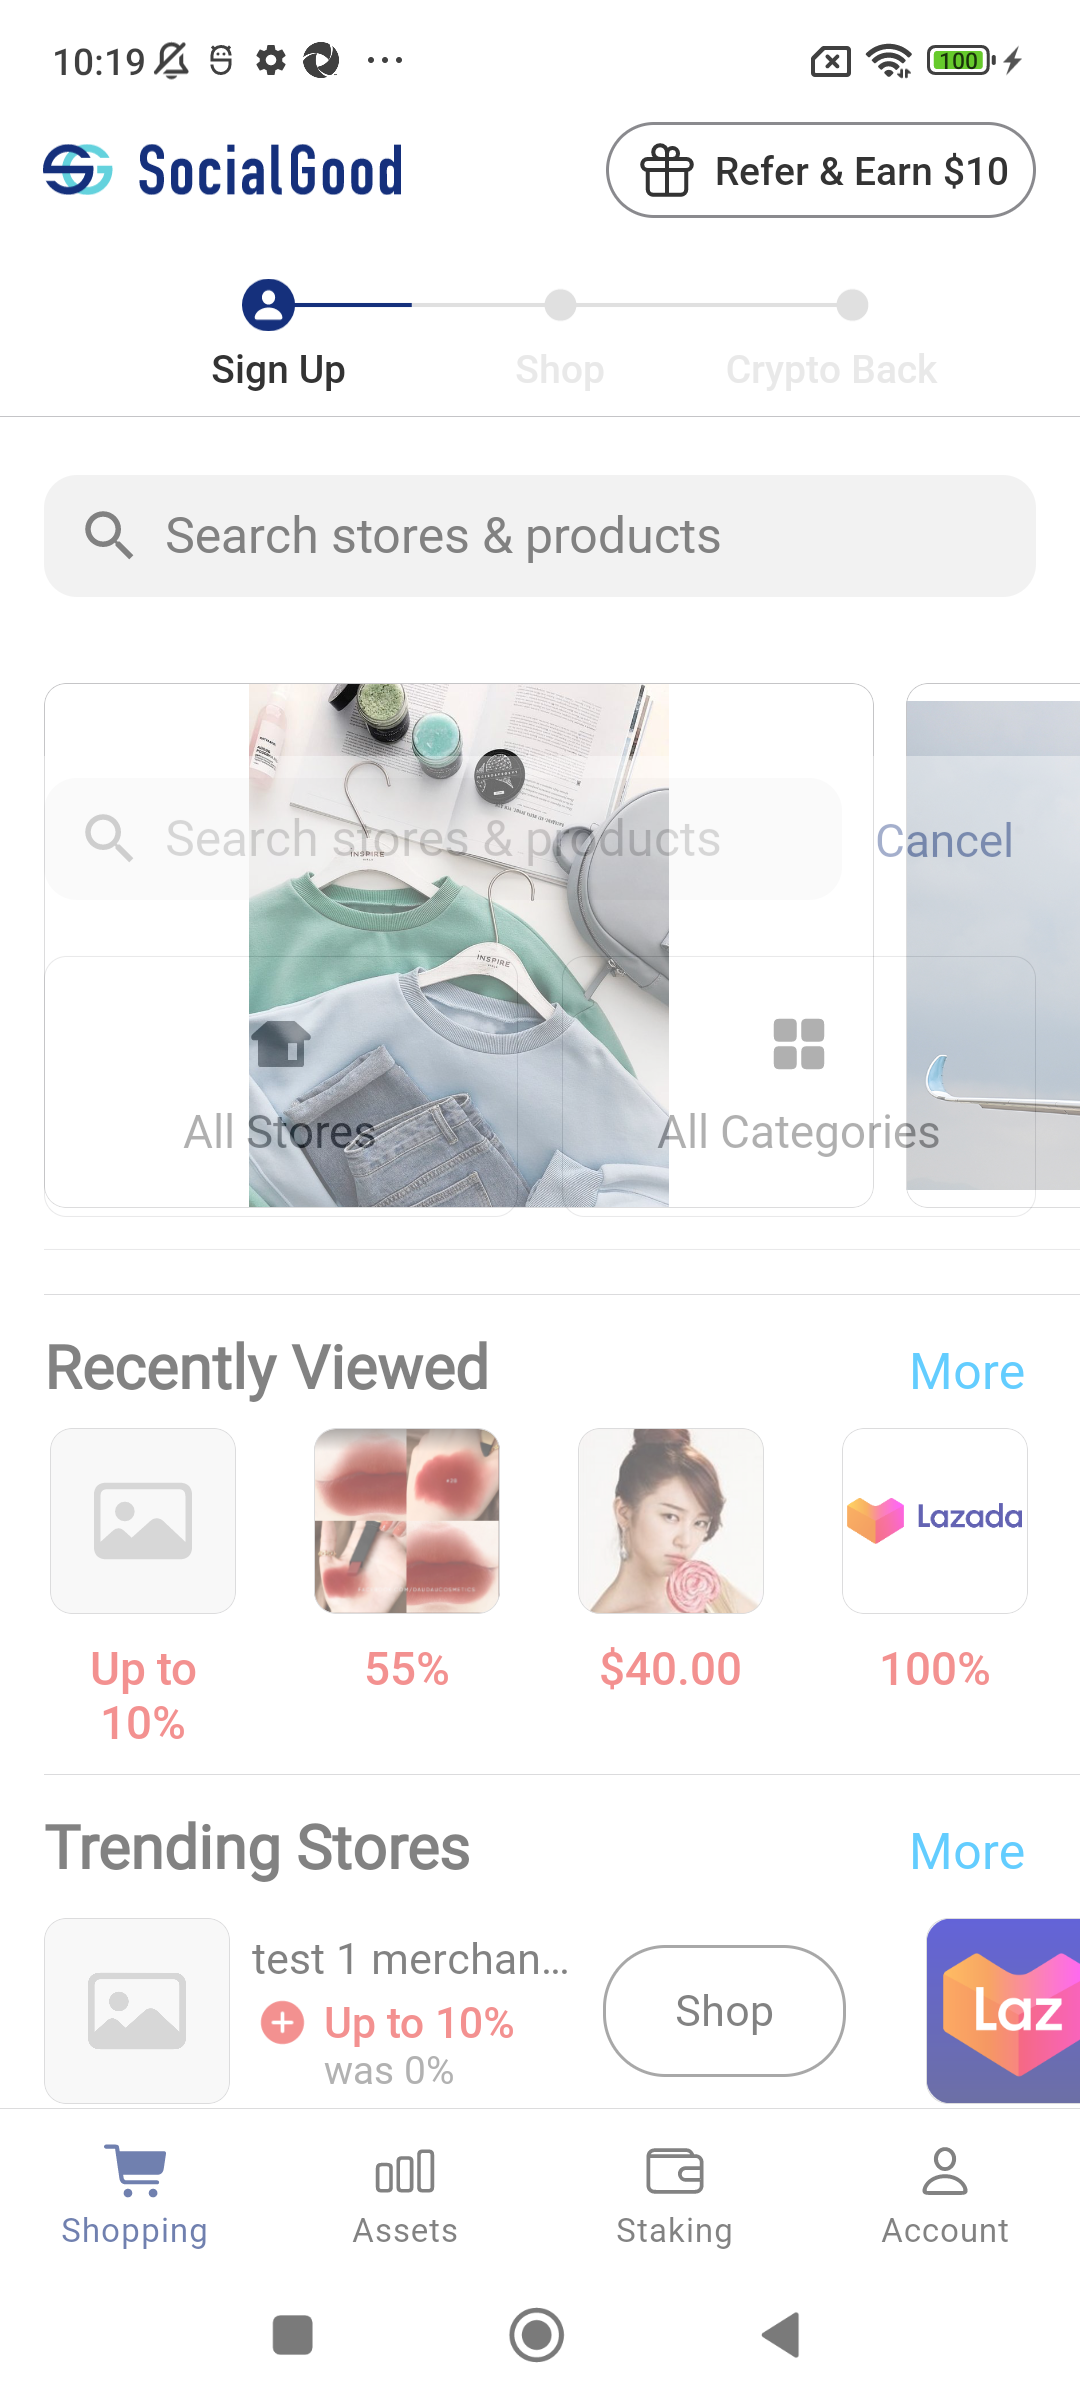 10:19
100
SocialGood
Refer & Earn $10
Sign Up
Shop
Crypto Back
Search stores & products
Search stores & products
Cancel
INSPIRE
INSPIRE
All Stores
All Categories
Recently Viewed
More
Lazada
Up to
10%
55%
$40.00
100%
Trending Stores
More
test 1 merchan...
Up to 10%
was 0%
Shop
Laz
Shopping
Assets
Staking
Account